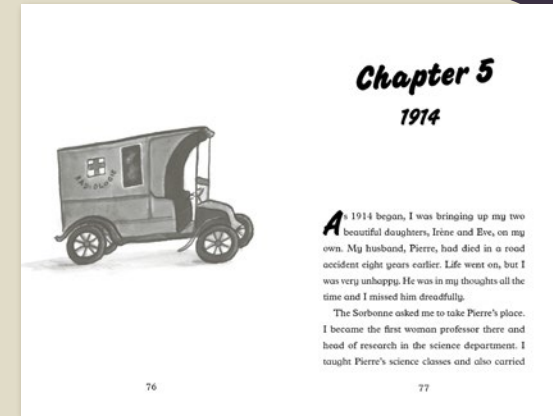 RADIOLOGIE
76
Chapter 5
1914
As 1914 began, I was bringing up my two
beautiful daughters, Irène and Eve, on my
own. My husband, Pierre, had died in a road
accident eight years earlier. Life went on, but I
was very unhappy. He was in my thoughts all the
time and I missed him dreadfully.
The Sorbonne asked me to take Pierre's place.
I became the first woman professor there and
head of research in the science department. I
taught Pierre's science classes and also carried
77